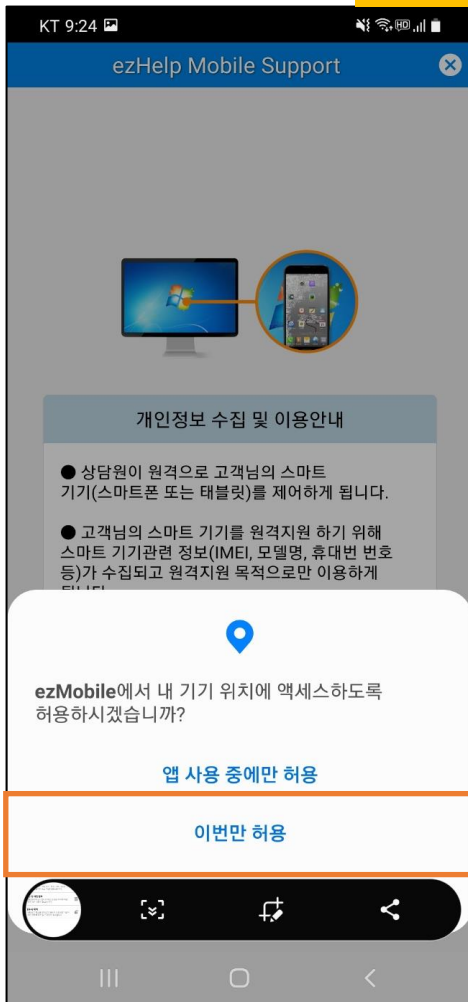 KT 9:24
HD
ezHelp Mobile Support
개인정보 수집 및 이용안내
● 상담원이 원격으로 고객님의 스마트
기기(스마트폰 또는 태블릿)를 제어하게 됩니다.
● 고객님의 스마트 기기를 원격지원 하기 위해
스마트 기기관련 정보(IMEI, 모델명, 휴대번 번호
등)가 수집되고 원격지원 목적으로만 이용하게
ezMobile에서 내 기기 위치에 액세스하도록
허용하시겠습니까?
앱 사용 중에만 허용
이번만 허용